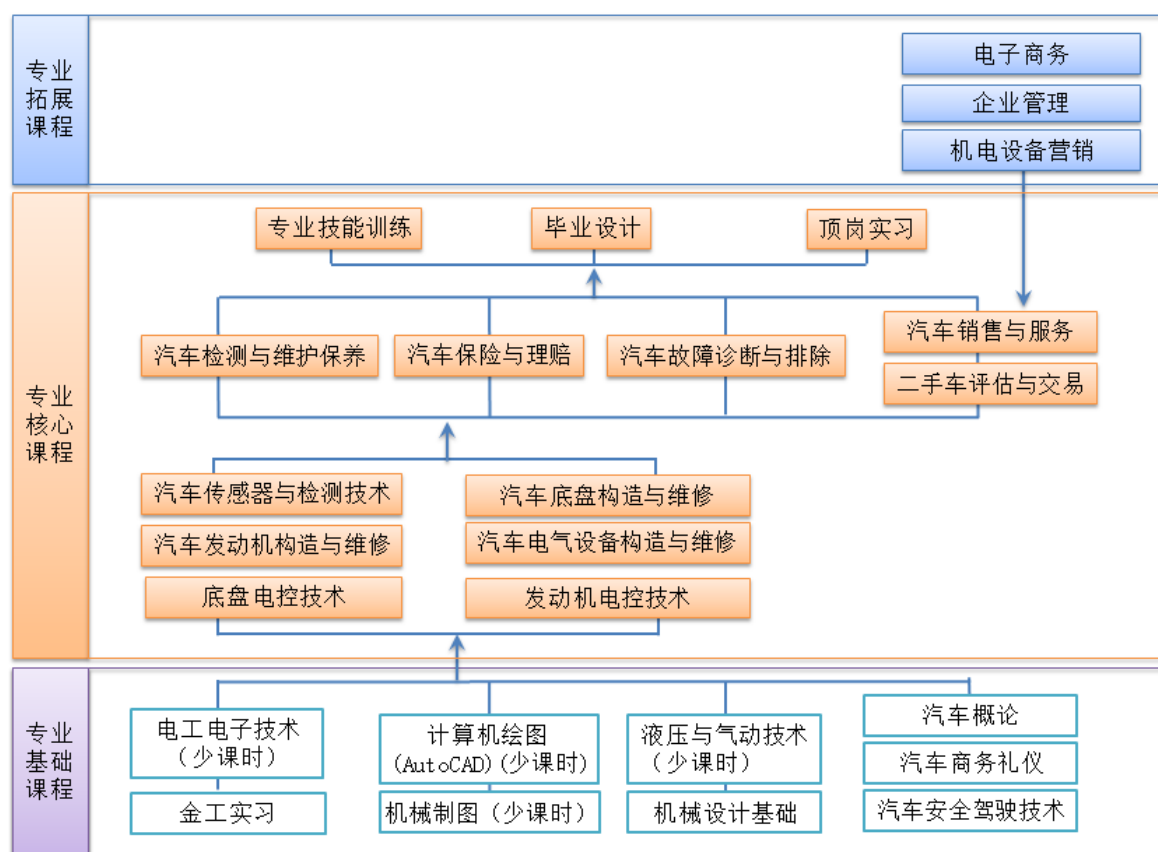 专业
拓展
课程
电子商务
企业管理
机电设备营销
专业
核心
课程
专业技能训练
毕业设计
顶岗实习
汽车检测与维护保养
汽车保险与理赔
汽车故障诊断与排除
汽车销售与服务
二手车评估与交易
汽车传感器与检测技术
汽车底盘构造与维修
汽车发动机构造与维修
汽车电气设备构造与维修
底盘电控技术
发动机电控技术
专业
基础
课程
电工电子技术
（少课时）
计算机绘图
(AutoCAD)(少课时)
液压与气动技术
（少课时）
汽车概论
汽车商务礼仪
金工实习
机械制图（少课时）
机械设计基础
汽车安全驾驶技术